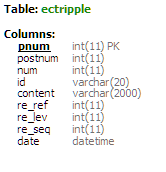 Table: ectripple
Columns:
pnum int(11) PK
postnum int(11)
num int(11)
id varchar(20)
content varchar(2000)
re_ref int(11)
re_lev int(11)
re_seq int(11)
date datetime